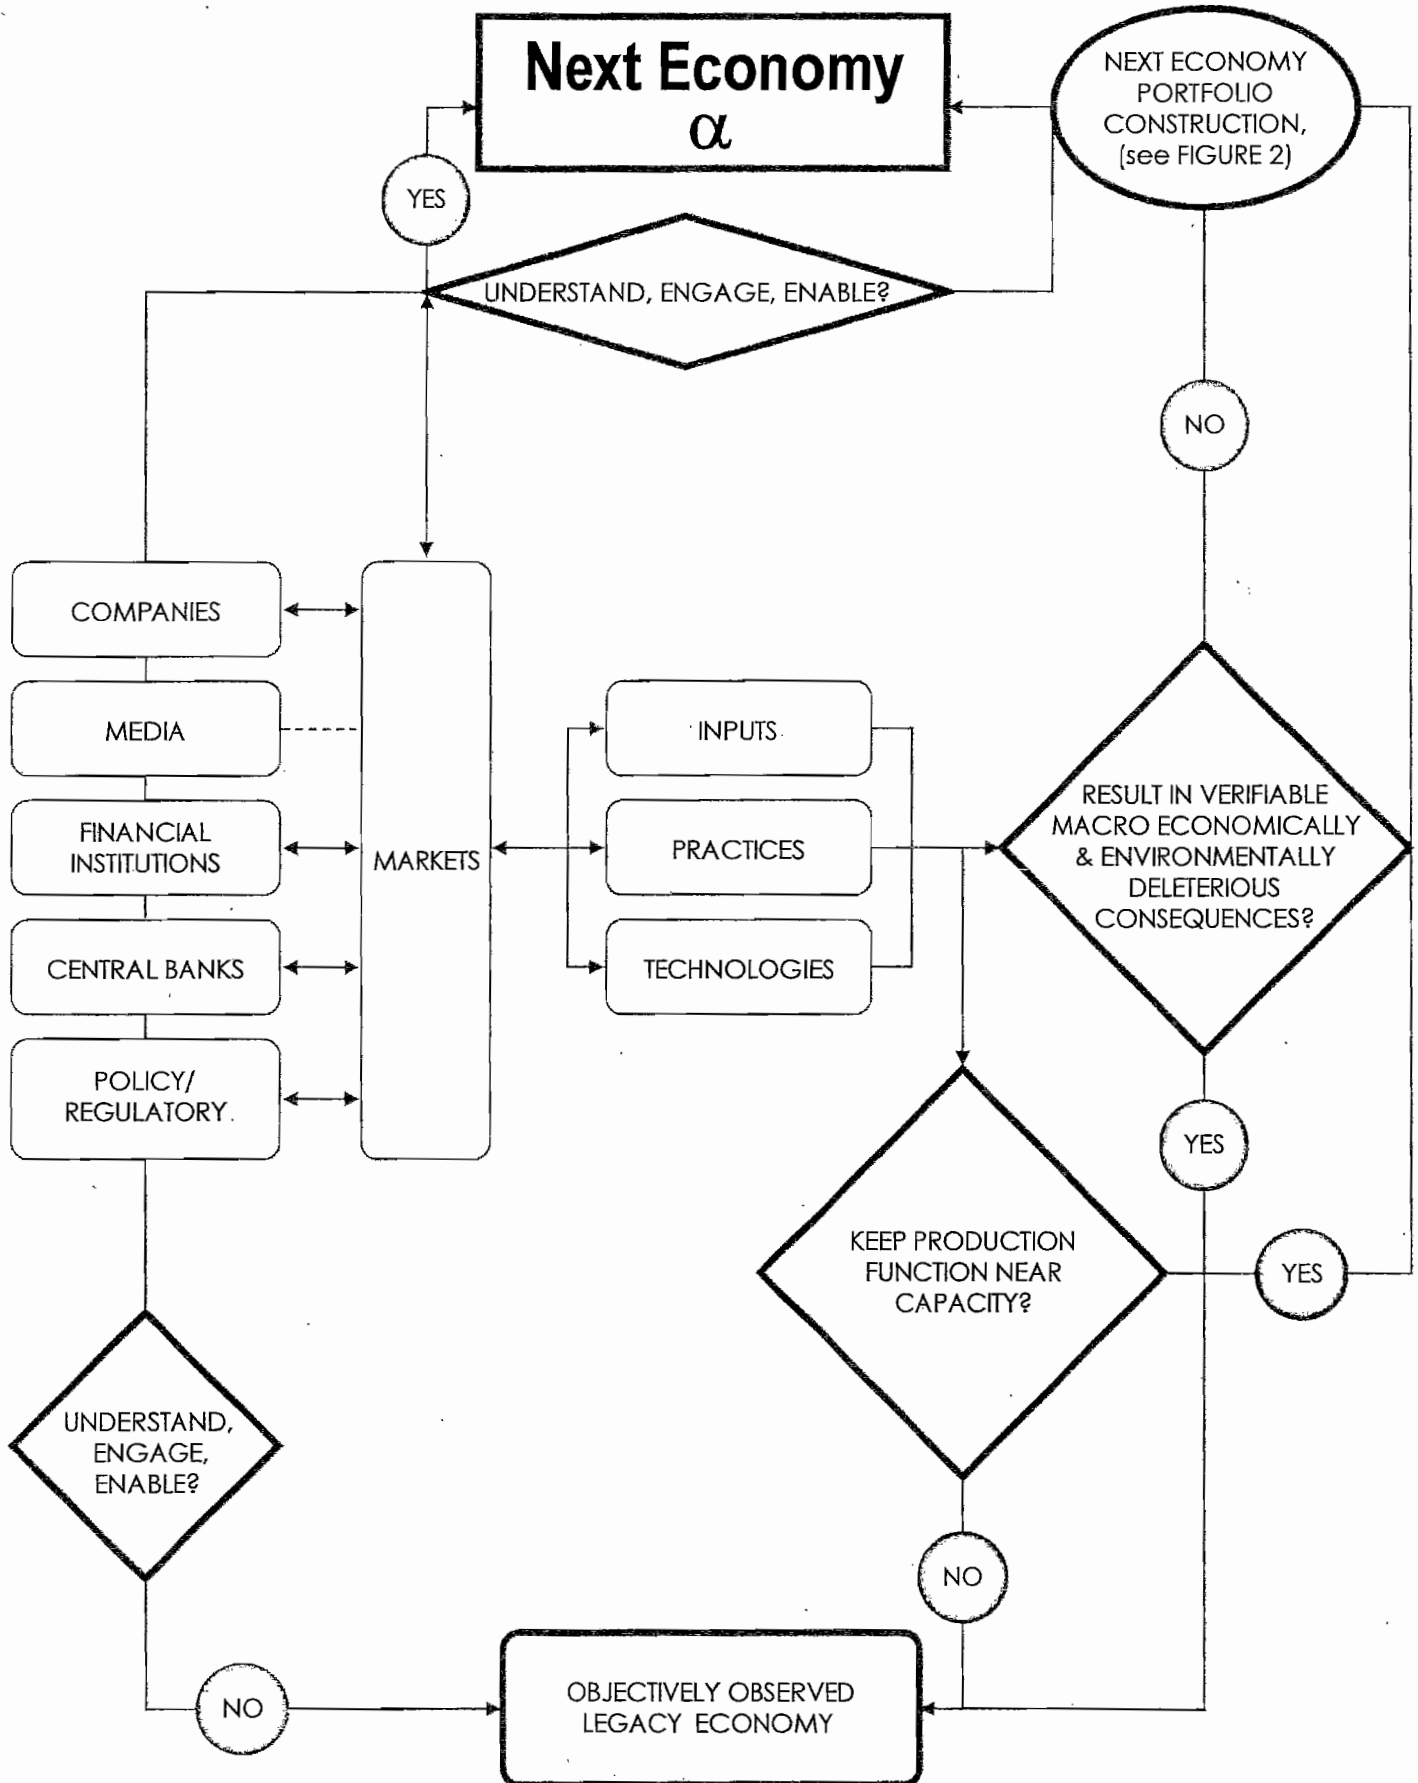 Next Economy
α
NEXT ECONOMY
PORTFOLIO
CONSTRUCTION,
(see FIGURE 2)
YES
UNDERSTAND, ENGAGE, ENABLE?
NO
COMPANIES
MEDIA
FINANCIAL
INSTITUTIONS
CENTRAL BANKS
POLICY/
REGULATORY
MARKETS
INPUTS
PRACTICES
TECHNOLOGIES
RESULT IN VERIFIABLE
MACRO ECONOMICALLY
& ENVIRONMENTALLY
DELETERIOUS
CONSEQUENCES?
YES
KEEP PRODUCTION
FUNCTION NEAR
CAPACITY?
YES
UNDERSTAND,
ENGAGE,
ENABLE?
NO
NO
OBJECTIVELY OBSERVED
LEGACY ECONOMY